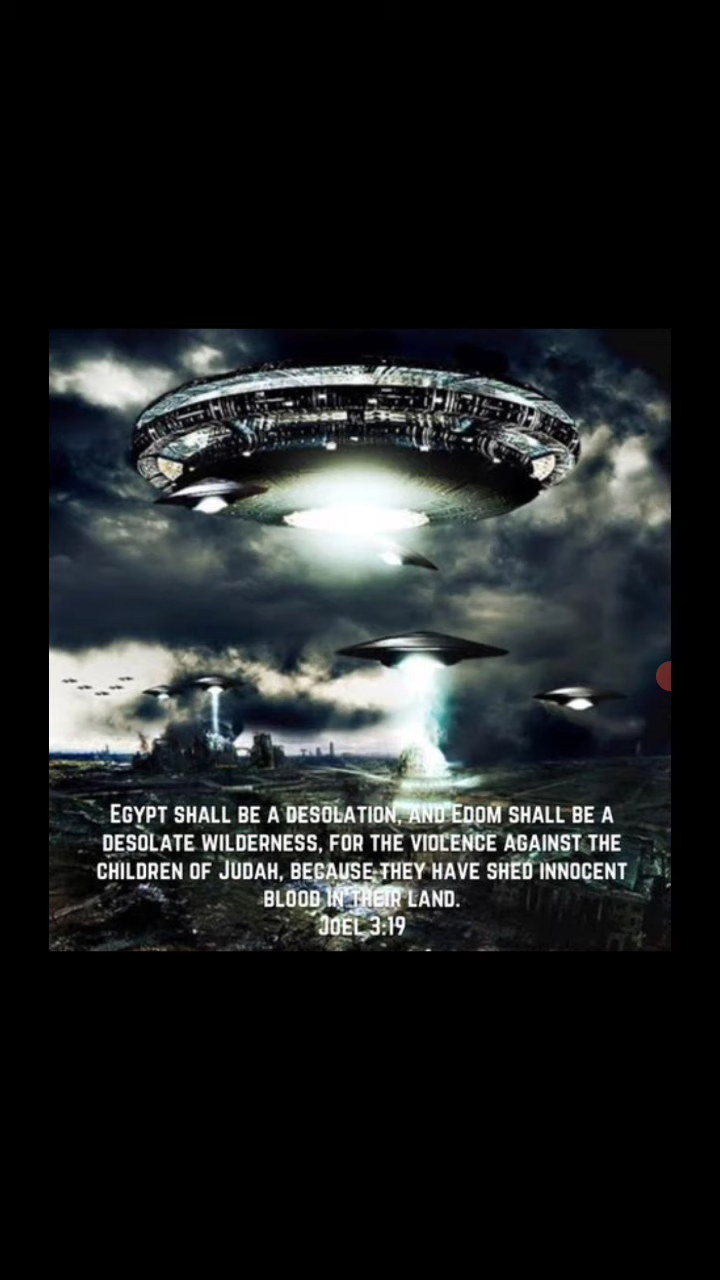 Egypt shall be a desolation, and Edom shall be a
desolate wilderness, for the violence against the
children of Judah, because they have shed innocent
blood in their land.
Joel 3:19